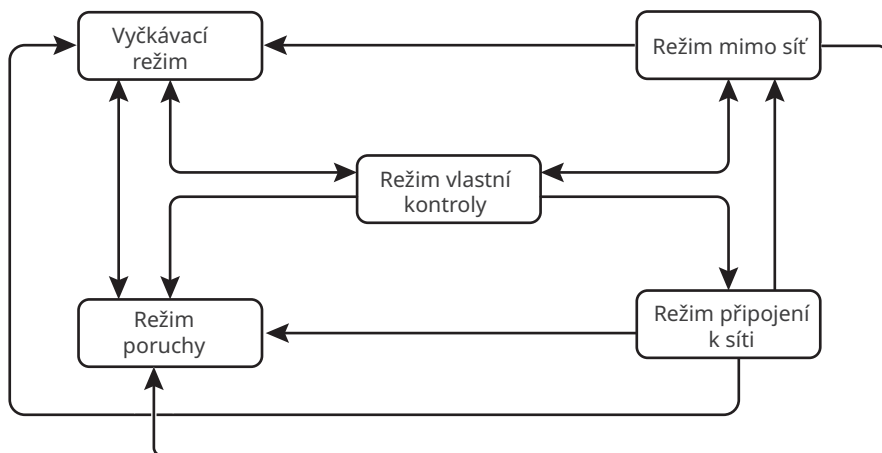 Vyčkávací
režim
Režim mimo síť
Režim vlastní
kontroly
Režim
poruchy
Režim připojení
k síti